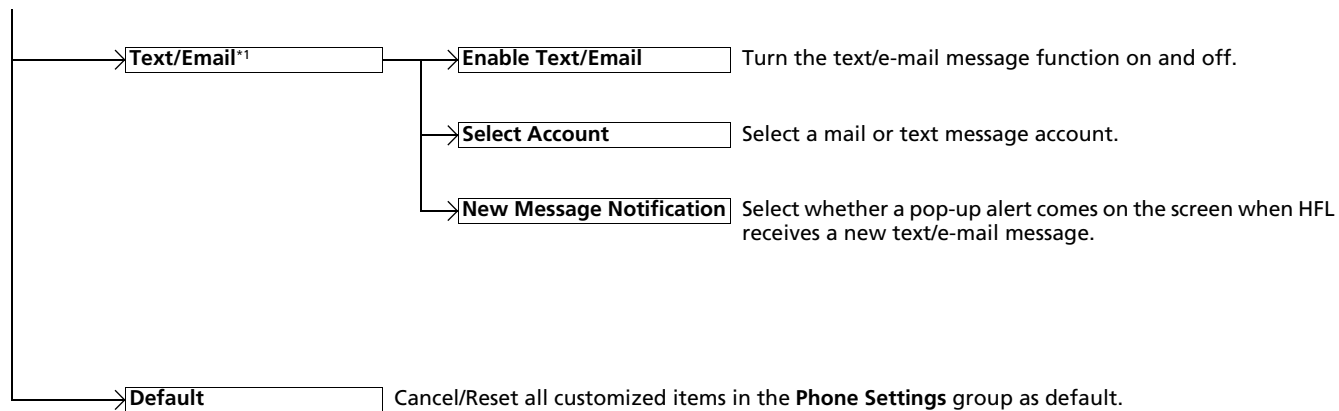 Text/Email*1
Enable Text/Email
Turn the text/e-mail message function on and off.
Select Account
Select a mail or text message account.
New Message Notification
Select whether a pop-up alert comes on the screen when HFL
receives a new text/e-mail message.
Default
Cancel/Reset all customized items in the Phone Settings group as default.